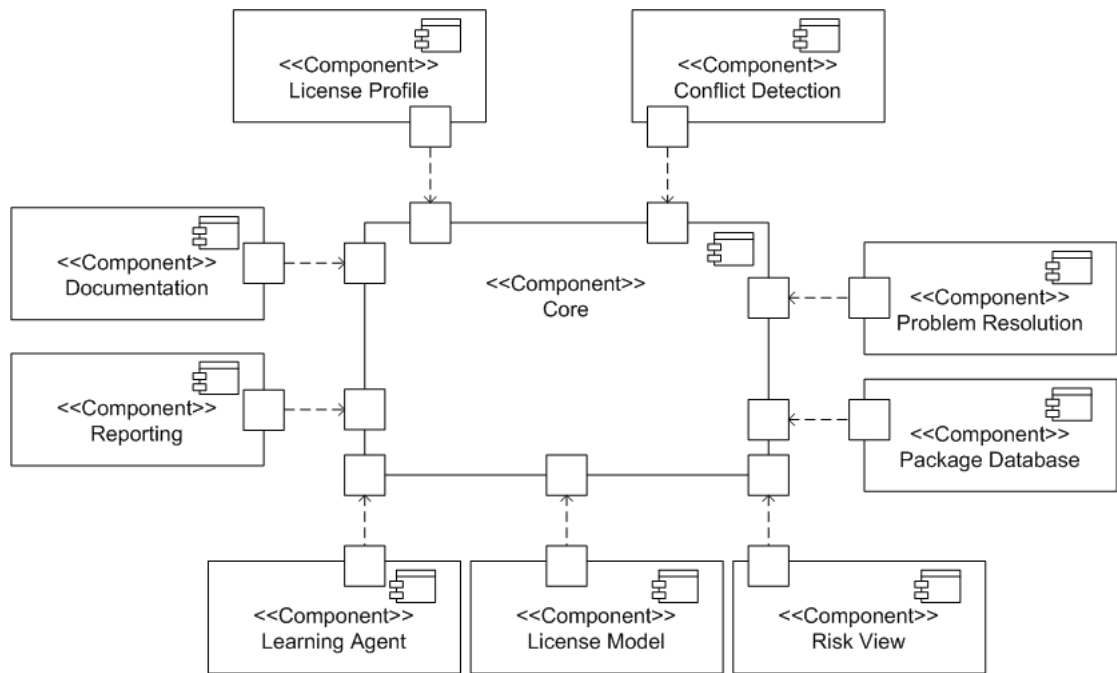 <<Component>>
License Profile
<<Component>>
Conflict Detection
<<Component>>
Documentation
<<Component>>
Core
<<Component>>
Problem Resolution
<<Component>>
Reporting
<<Component>>
Package Database
<<Component>>
Learning Agent
<<Component>>
License Model
<<Component>>
Risk View